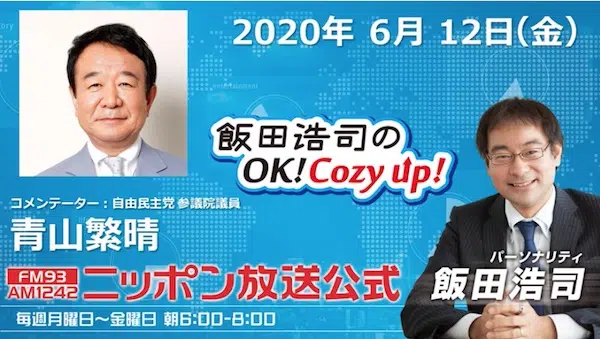 2020年 6月 12日(金)
飯田浩司の
OK! Cozy up!
コメンテーター：自由民主党 参議院議員
青山繁晴
FM93
AM1242
ニッポン放送公式
毎週月曜日～金曜日 朝6:00-8:00
パーソナリティ
飯田浩司